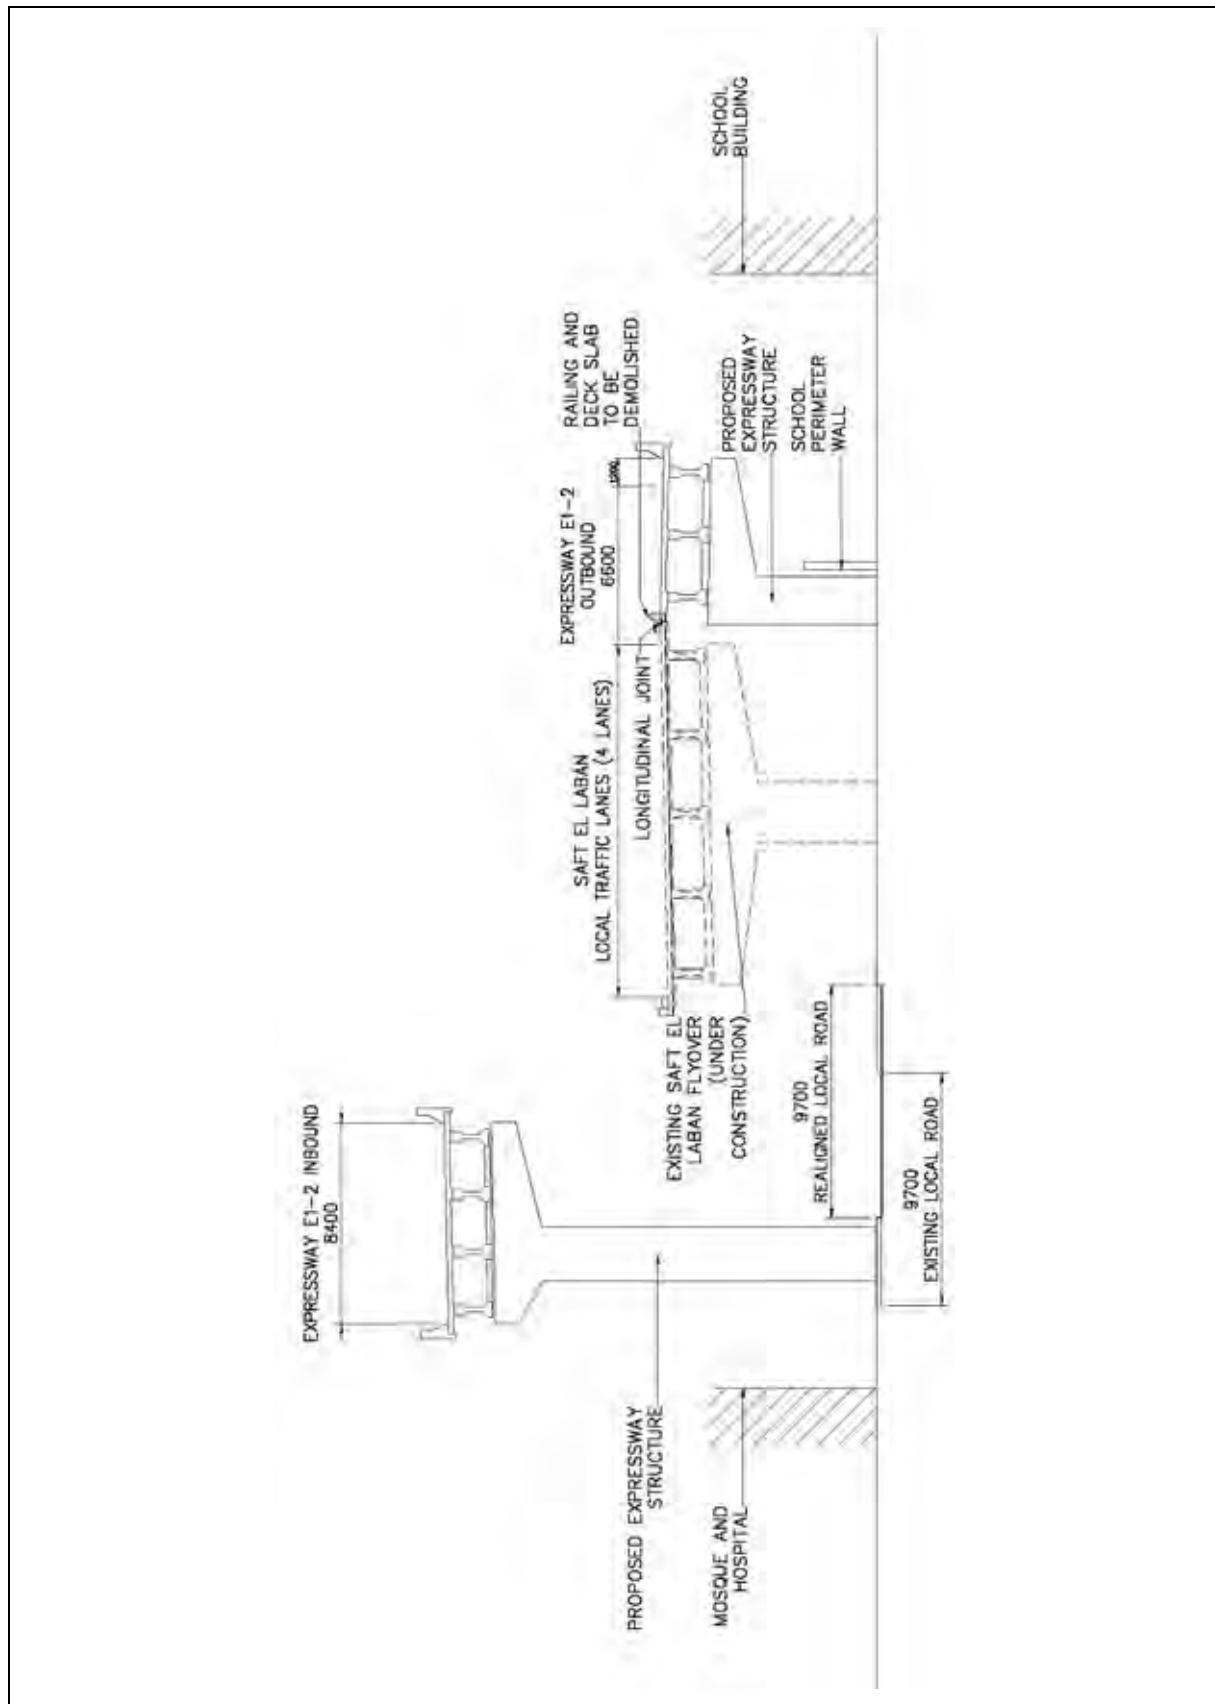 EXPRESSWAY E1-2 INBOUND
8400
PROPOSED EXPRESSWAY
STRUCTURE
MOSQUE AND
HOSPITAL
SAFT EL LABAN
LOCAL TRAFFIC LANES (4 LANES)
LONGITUDINAL JOINT
EXISTING SAFT EL
LABAN FLYOVER
(UNDER
CONSTRUCTION)
9700
REALIGNED LOCAL ROAD
9700
EXISTING LOCAL ROAD
EXPRESSWAY E1-2
OUTBOUND
6600
1200
RAILING AND
DECK SLAB
TO BE
DEMOLISHED
PROPOSED
EXPRESSWAY
STRUCTURE
SCHOOL
PERIMETER
WALL
SCHOOL
BUILDING